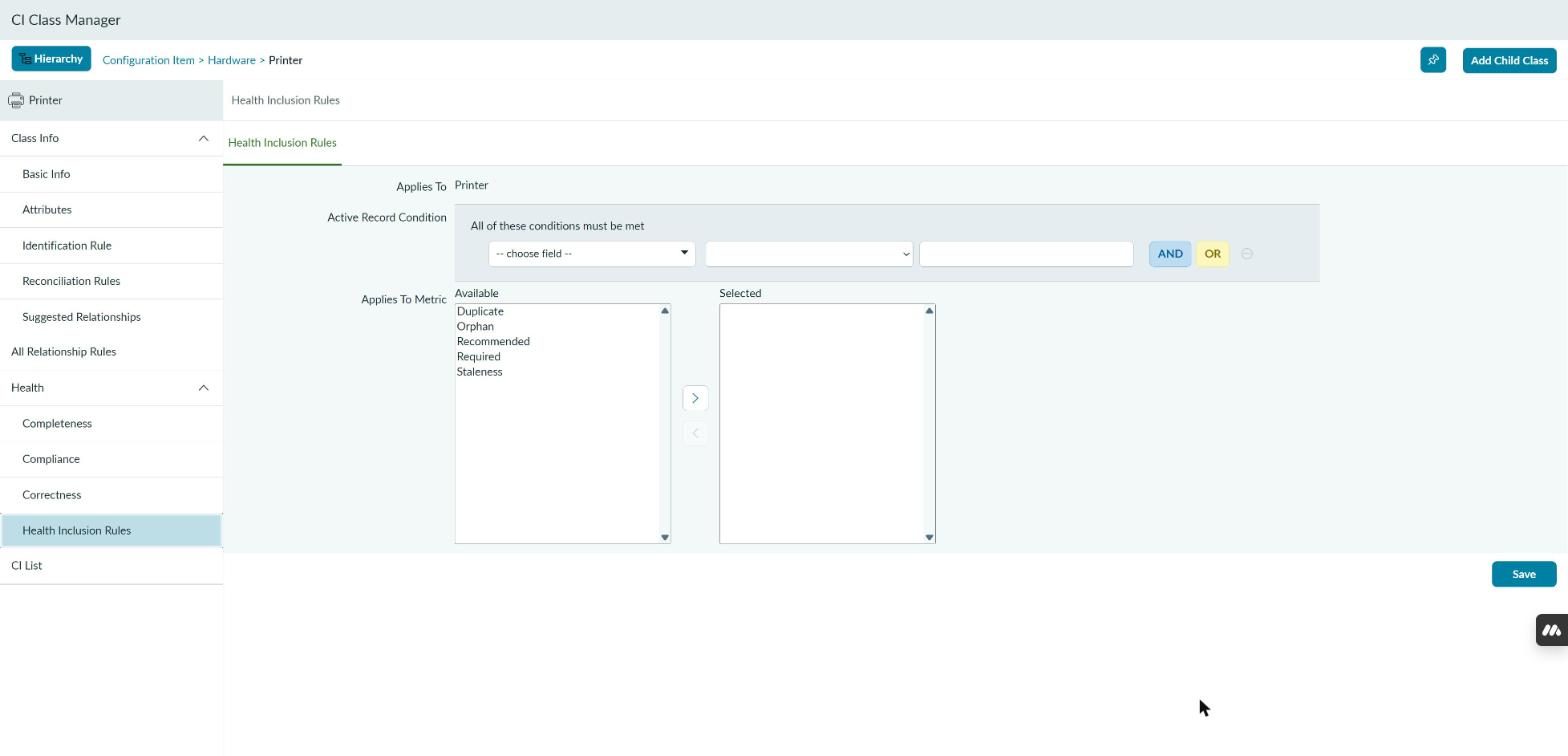 CI Class Manager
Hierarchy
Configuration Item > Hardware > Printer
Add Child Class
Printer
Class Info
Basic Info
Attributes
Identification Rule
Reconciliation Rules
Suggested Relationships
All Relationship Rules
Health
Completeness
Compliance
Correctness
Health Inclusion Rules
CI List
Health Inclusion Rules
Health Inclusion Rules
Applies To Printer
Active Record Condition
All of these conditions must be met
-- choose field --
AND OR
Applies To Metric
Available
Duplicate
Orphan
Recommended
Required
Staleness
Selected
Save